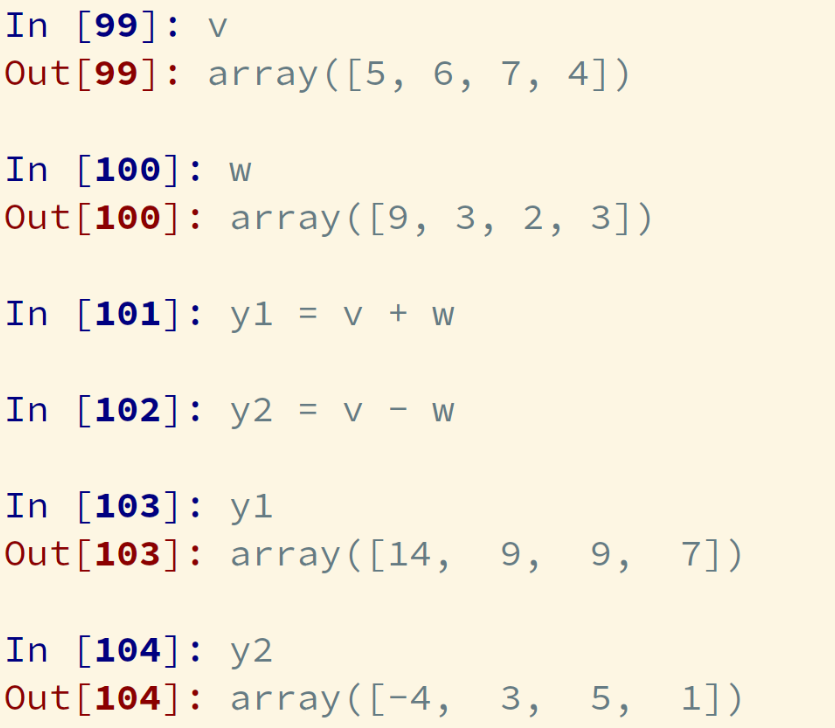 In [99]: v
Out[99]: array([5, 6, 7, 4])
In [100]: w
Out[100]: array([9, 3, 2, 3])
In [101]: y1 = v + w
In [102]: y2 = v - w
In [103]: y1
Out[103]: array([14,  9,  9,  7])
In [104]: y2
Out[104]: array([-4,  3,  5,  1])